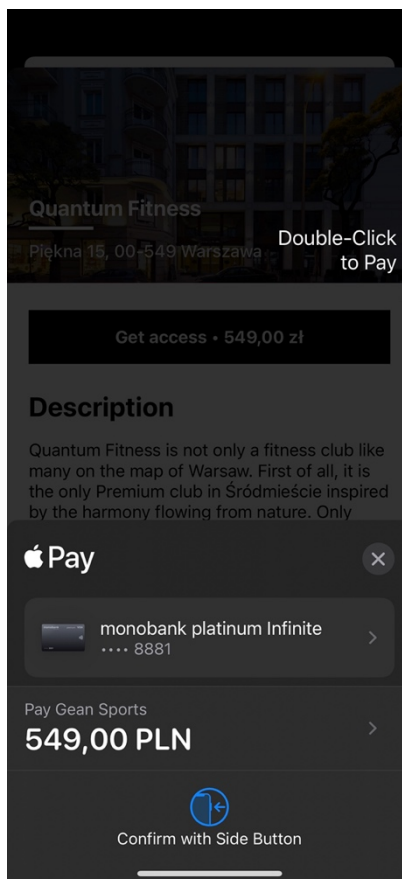 Quantum Fitness
Piękna 15, 00-549 Warszawa
Double-Click
to Pay
Get access • 549,00 zł
Description
Quantum Fitness is not only a fitness club like
many on the map of Warsaw. First of all, it is
the only Premium club in Śródmieście inspired
by the harmony flowing from nature. Only
Pay
monobank platinum Infinite
•••• 8881
Pay Gean Sports
549,00 PLN
Confirm with Side Button